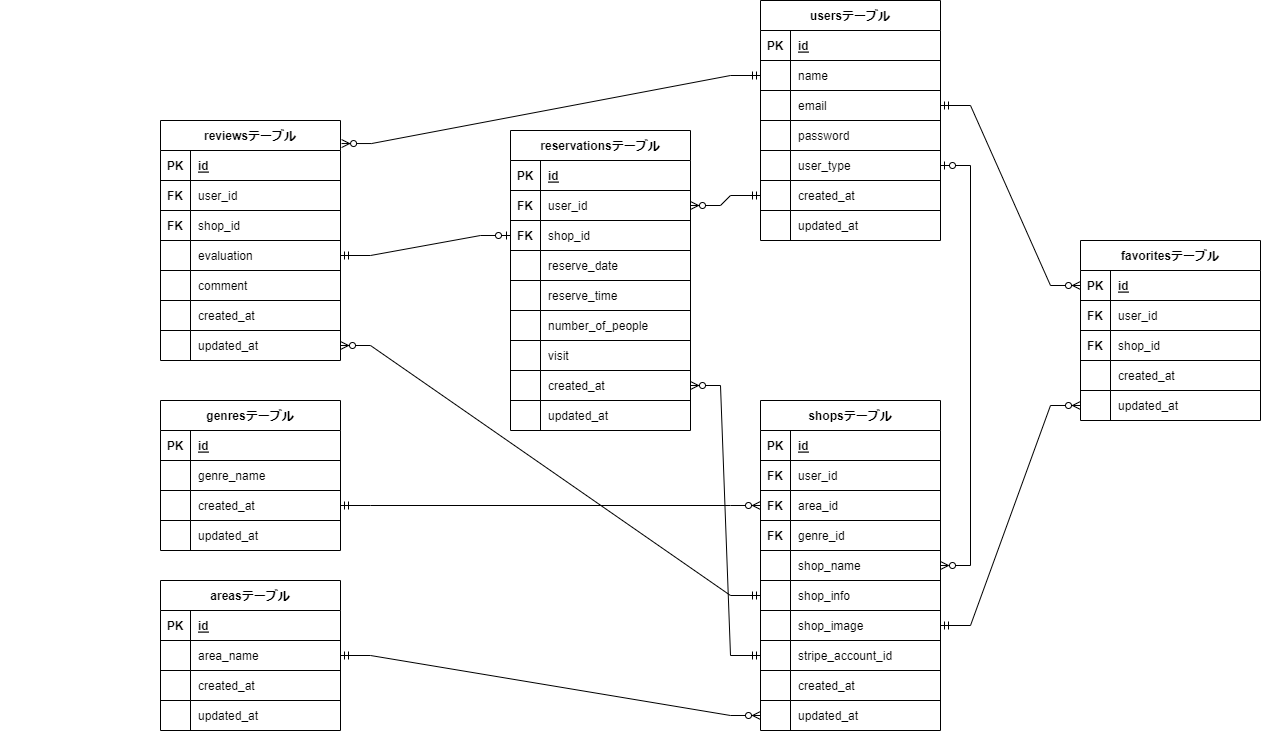 usersテーブル
PK id
name
email
password
user_type
created_at
updated_at
reviewsテーブル
PK id
FK user_id
FK shop_id
evaluation
comment
created_at
updated_at
reservationsテーブル
PK id
FK user_id
FK shop_id
reserve_date
reserve_time
number_of_people
visit
created_at
updated_at
favoritesテーブル
PK id
FK user_id
FK shop_id
created_at
updated_at
genresテーブル
PK id
genre_name
created_at
updated_at
shopsテーブル
PK id
FK user_id
FK area_id
FK genre_id
shop_name
shop_info
shop_image
stripe_account_id
created_at
updated_at
areasテーブル
PK id
area_name
created_at
updated_at